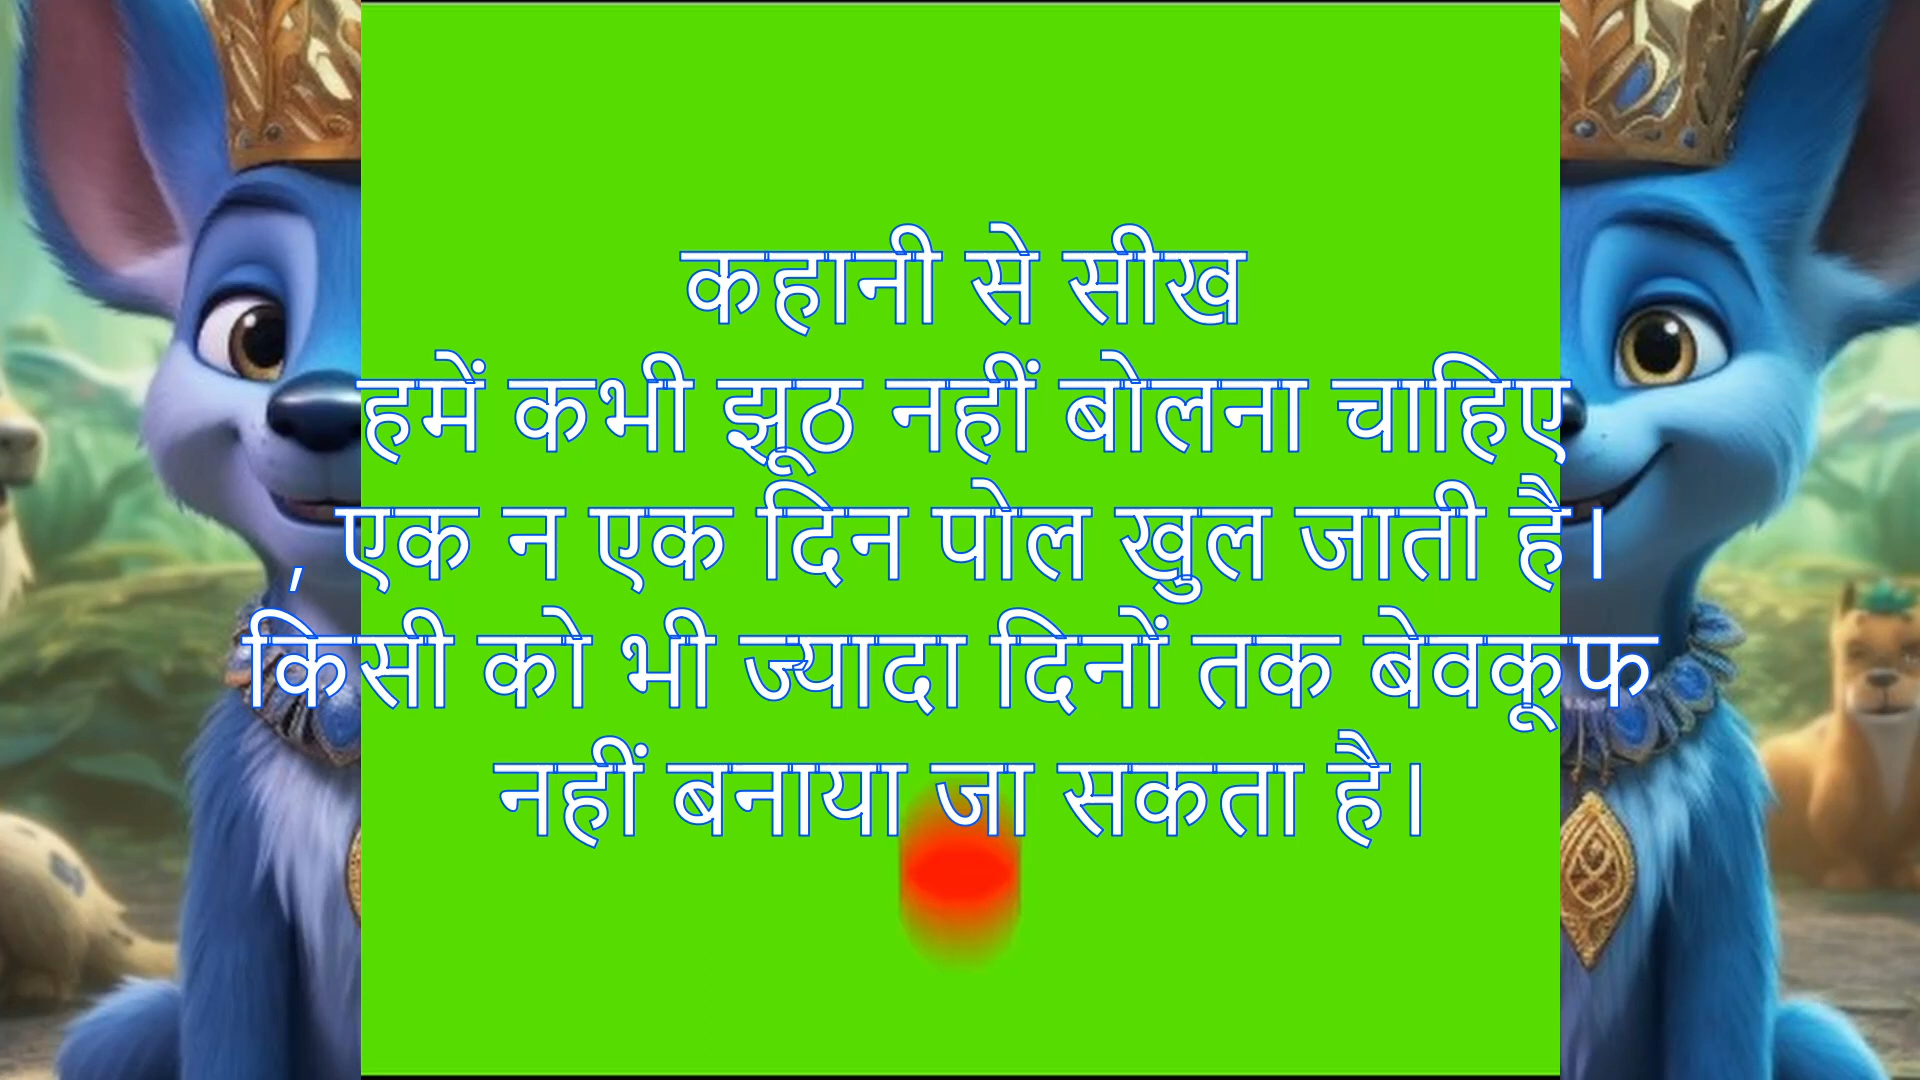 कहानी से सीख
हमें कभी झूठ नहीं बोलना चाहिए
, एक न एक दिन पोल खुल जाती है।
किसी को भी ज्यादा दिनों तक बेवकूफ
नहीं बनाया जा सकता है।